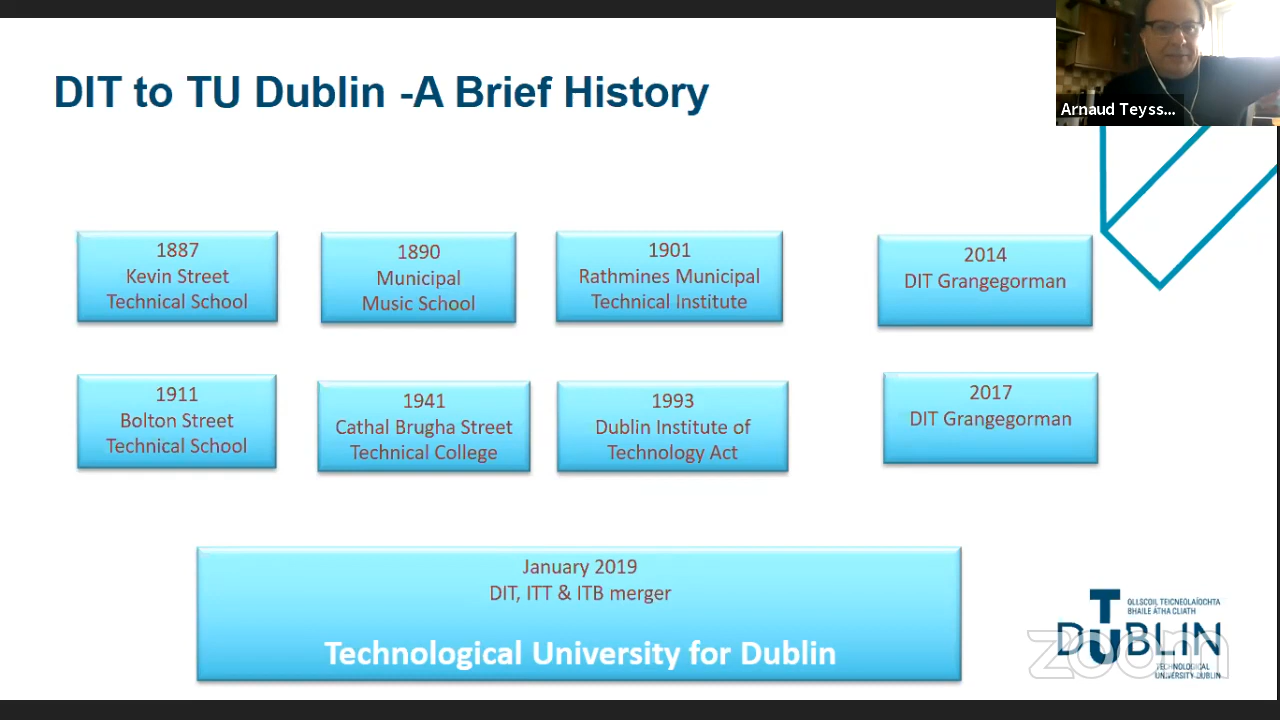 DIT to TU Dublin -A Brief History
Arnaud Teyss...
1887
Kevin Street
Technical School
1890
Municipal
Music School
1901
Rathmines Municipal
Technical Institute
2014
DIT Grangegorman
1911
Bolton Street
Technical School
1941
Cathal Brugha Street
Technical College
1993
Dublin Institute of
Technology Act
2017
DIT Grangegorman
January 2019
DIT, ITT & ITB merger
Technological University for Dublin
OLLSCOIL TEICNEOLAÍOCHTA
BHAILE ÁTHA CLIATH
TU DUBLIN
TECHNOLOGICAL
UNIVERSITY DUBLIN
zoom